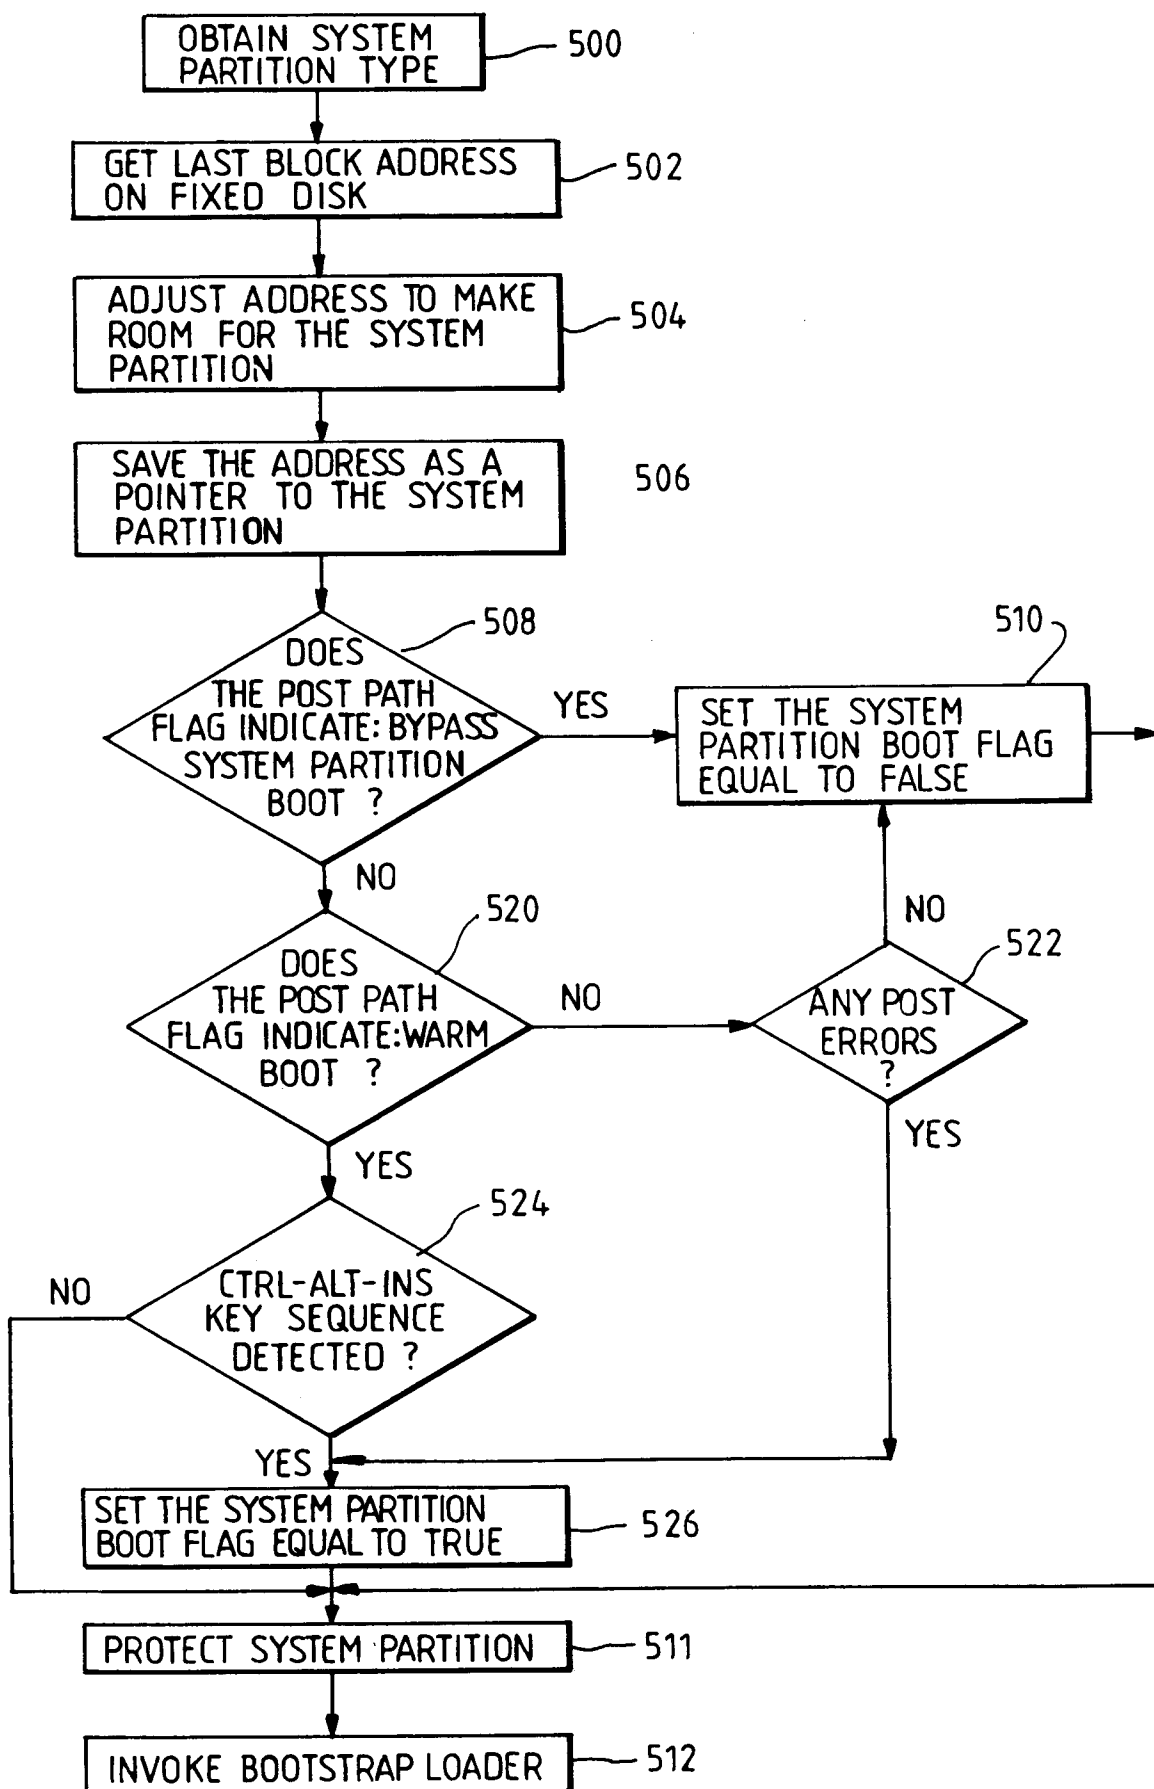 OBTAIN SYSTEM
PARTITION TYPE
500
GET LAST BLOCK ADDRESS
ON FIXED DISK
502
ADJUST ADDRESS TO MAKE
ROOM FOR THE SYSTEM
PARTITION
504
SAVE THE ADDRESS AS A
POINTER TO THE SYSTEM
PARTITION
506
508
DOES
THE POST PATH
FLAG INDICATE: BYPASS
SYSTEM PARTITION
BOOT ?
YES
NO
510
SET THE SYSTEM
PARTITION BOOT FLAG
EQUAL TO FALSE
520
DOES
THE POST PATH
FLAG INDICATE:WARM
BOOT ?
NO
YES
NO
522
ANY POST
ERRORS
?
YES
524
CTRL-ALT-INS
KEY SEQUENCE
DETECTED ?
NO
YES
SET THE SYSTEM PARTITION
BOOT FLAG EQUAL TO TRUE
526
PROTECT SYSTEM PARTITION
511
INVOKE BOOTSTRAP LOADER
512